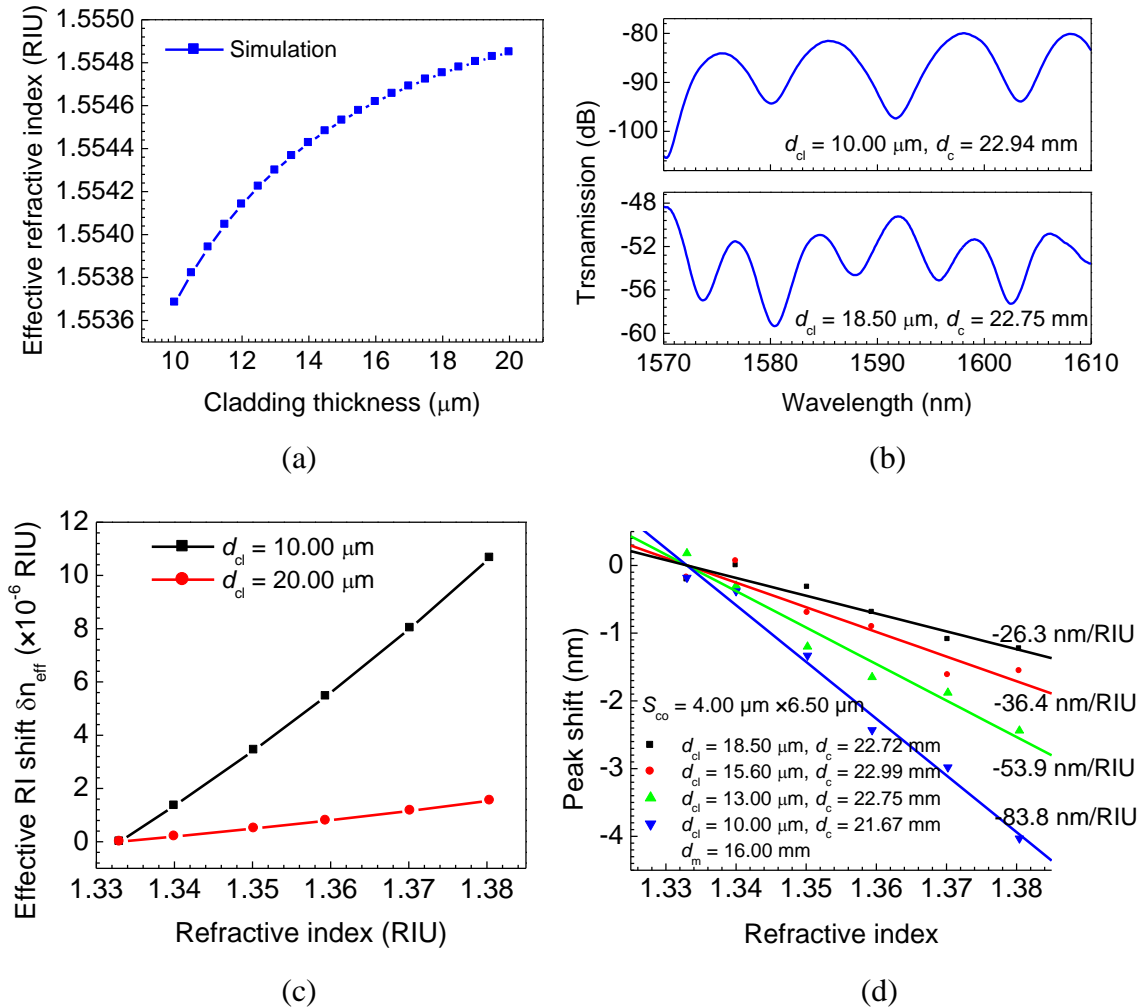 1.5550
1.5548
1.5546
1.5544
1.5542
1.5540
1.5538
1.5536
Effective refractive index (RIU)
Simulation
10 12 14 16 18 20
Cladding thickness (μm)
(a)
-80
-90
-100
d_cl = 10.00 μm, d_c = 22.94 mm
-48
-52
-56
-60
Trsnamission (dB)
d_cl = 18.50 μm, d_c = 22.75 mm
1570 1580 1590 1600 1610
Wavelength (nm)
(b)
12
10
8
6
4
2
0
Effective RI shift δn_eff (×10^-6 RIU)
d_cl = 10.00 μm
d_cl = 20.00 μm
1.33 1.34 1.35 1.36 1.37 1.38
Refractive index (RIU)
(c)
0
-1
-2
-3
-4
Peak shift (nm)
-26.3 nm/RIU
-36.4 nm/RIU
-53.9 nm/RIU
-83.8 nm/RIU
S_co = 4.00 μm ×6.50 μm
d_cl = 18.50 μm, d_c = 22.72 mm
d_cl = 15.60 μm, d_c = 22.99 mm
d_cl = 13.00 μm, d_c = 22.75 mm
d_cl = 10.00 μm, d_c = 21.67 mm
d_m = 16.00 mm
1.33 1.34 1.35 1.36 1.37 1.38
Refractive index
(d)